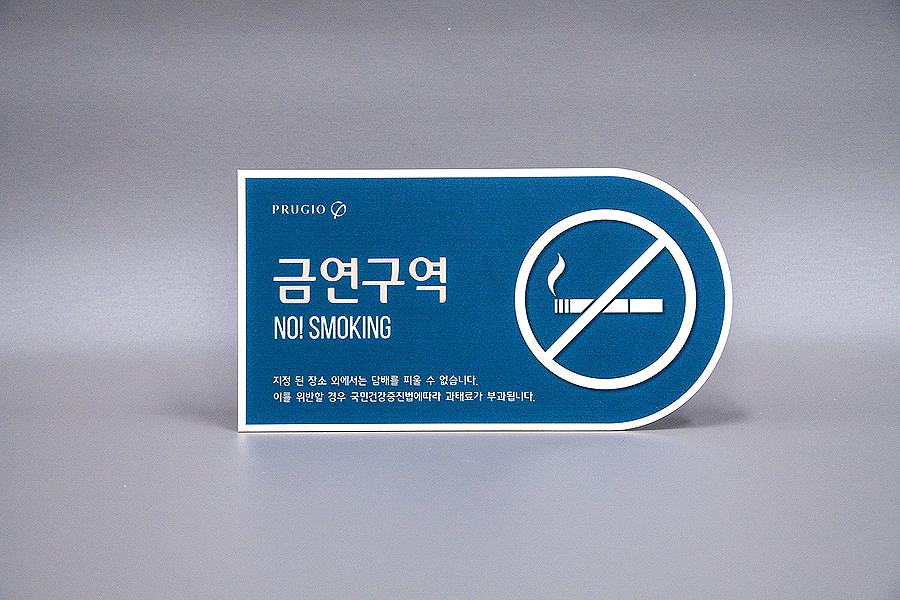 PRUGIO
금연구역
NO! SMOKING
지정 된 장소 외에서는 담배를 피울 수 없습니다.
이를 위반할 경우 국민건강증진법에따라 과태료가 부과됩니다.